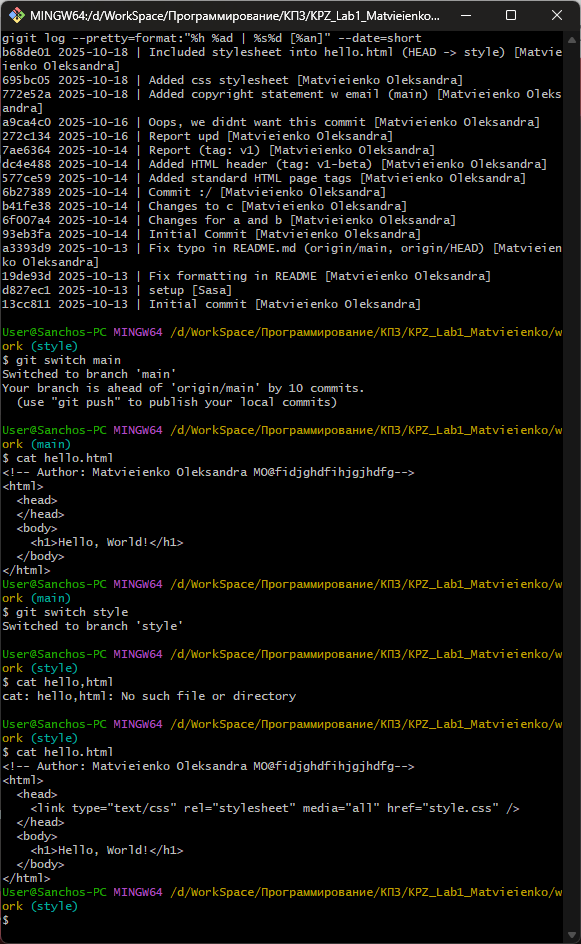 MINGW64:/d/WorkSpace/Программирование/КПЗ/KPZ_Lab1_Matvieienko...
gigit log --pretty=format:"%h %ad | %s%d [%an]" --date=short
b68de01 2025-10-18 | Included stylesheet into hello.html (HEAD -> style) [Matvie
ienko Oleksandra]
695bc05 2025-10-18 | Added css stylesheet [Matvieienko Oleksandra]
772e52a 2025-10-18 | Added copyright statement w email (main) [Matvieienko Oleks
andra]
a9ca4c0 2025-10-16 | Oops, we didnt want this commit [Matvieienko Oleksandra]
272c134 2025-10-16 | Report upd [Matvieienko Oleksandra]
7ae6364 2025-10-14 | Report (tag: v1) [Matvieienko Oleksandra]
dc4e488 2025-10-14 | Added HTML header (tag: v1-beta) [Matvieienko Oleksandra]
577ce59 2025-10-14 | Added standard HTML page tags [Matvieienko Oleksandra]
6b27389 2025-10-14 | Commit :/ [Matvieienko Oleksandra]
b41fe38 2025-10-14 | Changes to c [Matvieienko Oleksandra]
6f007a4 2025-10-14 | Changes for a and b [Matvieienko Oleksandra]
93eb3fa 2025-10-14 | Initial Commit [Matvieienko Oleksandra]
a3393d9 2025-10-13 | Fix typo in README.md (origin/main, origin/HEAD) [Matvieien
ko Oleksandra]
19de93d 2025-10-13 | Fix formatting in README [Matvieienko Oleksandra]
d827ec1 2025-10-13 | setup [Sasa]
13cc811 2025-10-13 | Initial commit [Matvieienko Oleksandra]
User@Sanchos-PC MINGW64 /d/WorkSpace/Программирование/КПЗ/KPZ_Lab1_Matvieienko/w
ork (style)
$ git switch main
Switched to branch 'main'
Your branch is ahead of 'origin/main' by 10 commits.
(use "git push" to publish your local commits)
User@Sanchos-PC MINGW64 /d/WorkSpace/Программирование/КПЗ/KPZ_Lab1_Matvieienko/w
ork (main)
$ cat hello.html
<!-- Author: Matvieienko Oleksandra MO@fidjghdfihjgjhdfg-->
<html>
<head>
</head>
<body>
<h1>Hello, World!</h1>
</body>
</html>
User@Sanchos-PC MINGW64 /d/WorkSpace/Программирование/КПЗ/KPZ_Lab1_Matvieienko/w
ork (main)
$ git switch style
Switched to branch 'style'
User@Sanchos-PC MINGW64 /d/WorkSpace/Программирование/КПЗ/KPZ_Lab1_Matvieienko/w
ork (style)
$ cat hello,html
cat: hello,html: No such file or directory
User@Sanchos-PC MINGW64 /d/WorkSpace/Программирование/КПЗ/KPZ_Lab1_Matvieienko/w
ork (style)
$ cat hello.html
<!-- Author: Matvieienko Oleksandra MO@fidjghdfihjgjhdfg-->
<html>
<head>
<link type="text/css" rel="stylesheet" media="all" href="style.css" />
</head>
<body>
<h1>Hello, World!</h1>
</body>
</html>
User@Sanchos-PC MINGW64 /d/WorkSpace/Программирование/КПЗ/KPZ_Lab1_Matvieienko/w
ork (style)
$